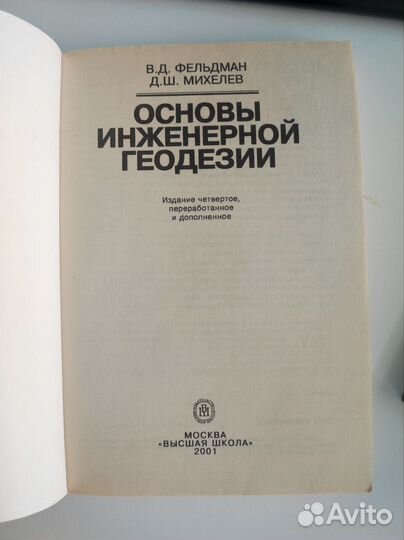 В.Д. ФЕЛЬДМАН
Д.Ш. МИХЕЛЕВ
ОСНОВЫ
ИНЖЕНЕРНОЙ
ГЕОДЕЗИИ
Издание четвертое,
переработанное
и дополненное
МОСКВА
«ВЫСШАЯ ШКОЛА»
2001
Avito